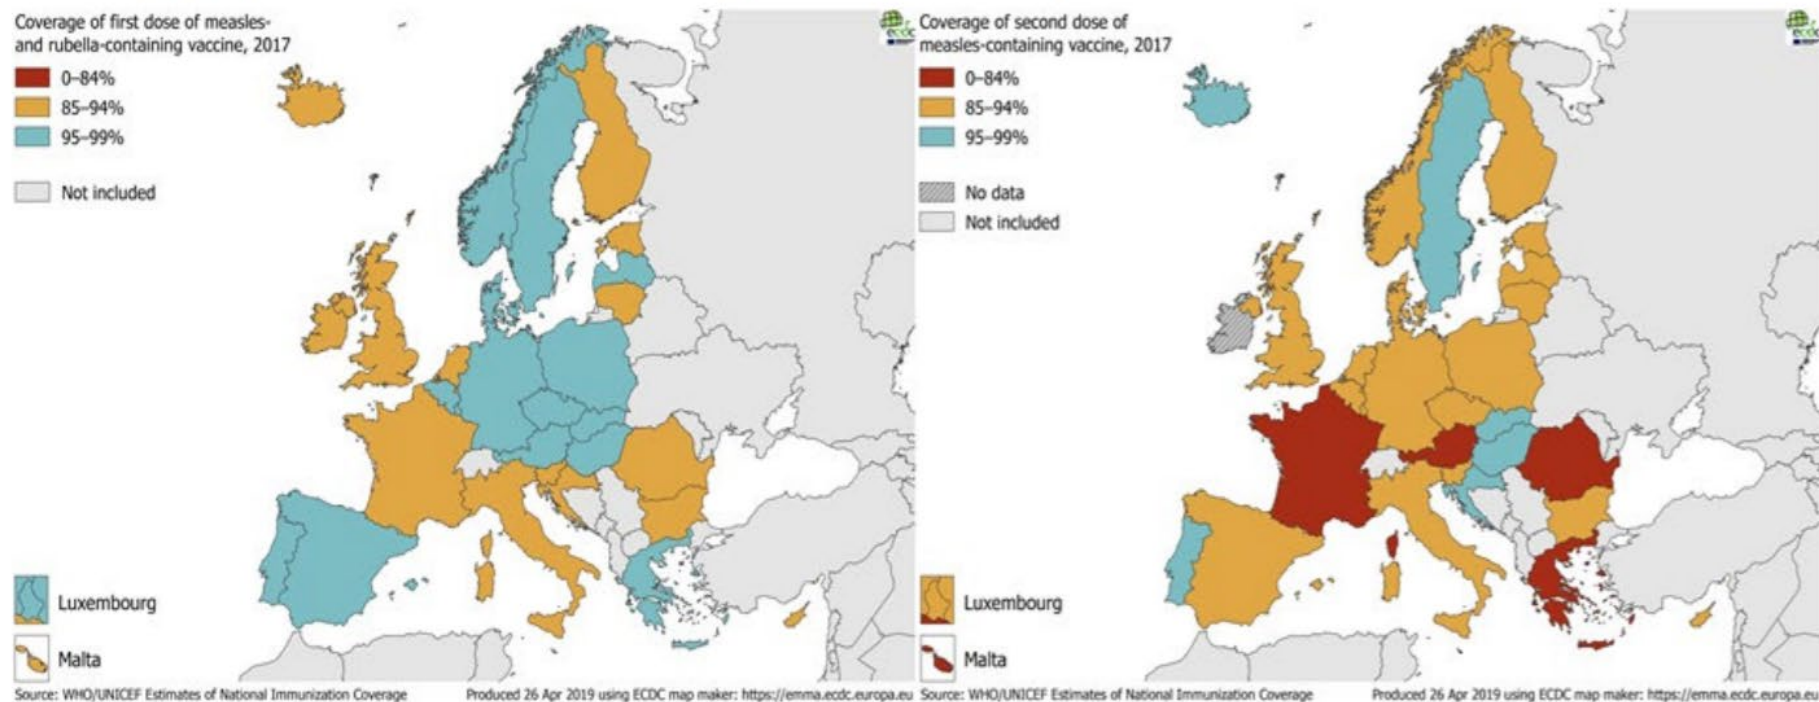 Coverage of first dose of measles-
and rubella-containing vaccine, 2017
0–84%
85–94%
95–99%
Not included
Luxembourg
Malta
Source: WHO/UNICEF Estimates of National Immunization Coverage
Produced 26 Apr 2019 using ECDC map maker: https://emma.ecdc.europa.eu
ecdc
Coverage of second dose of
measles-containing vaccine, 2017
0–84%
85–94%
95–99%
No data
Not included
Luxembourg
Malta
Source: WHO/UNICEF Estimates of National Immunization Coverage
Produced 26 Apr 2019 using ECDC map maker: https://emma.ecdc.europa.eu
ecdc